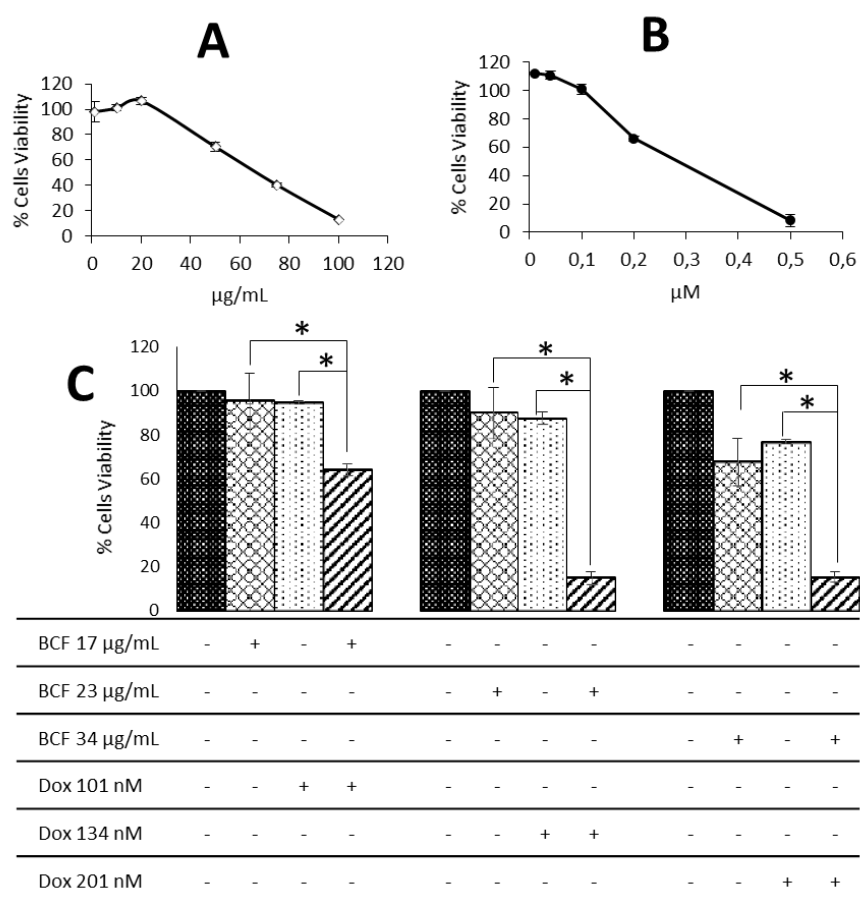 A
% Cells Viability
120
100
80
60
40
20
0
0 20 40 60 80 100 120
µg/mL
B
% Cells Viability
120
100
80
60
40
20
0
0 0,1 0,2 0,3 0,4 0,5 0,6
µM
C
% Cells Viability
120
100
80
60
40
20
0
* * *
* * *
BCF 17 µg/mL - + - + - - - - - - - -
BCF 23 µg/mL - - - - - + - + - - - -
BCF 34 µg/mL - - - - - - - - - + - +
Dox 101 nM - - + + - - - - - - - -
Dox 134 nM - - - - - - + + - - - -
Dox 201 nM - - - - - - - - - - + +